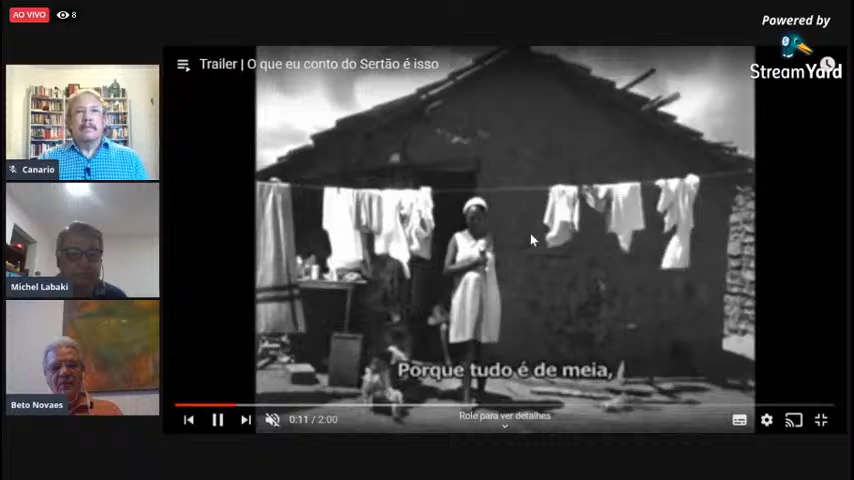 AO VIVO 8
Powered by
StreamYard
Trailer | O que eu conto do Sertão é isso
Canario
Michel Labaki
Beto Novaes
Porque tudo é de meia,
0:11 / 2:00
Role para ver detalhes